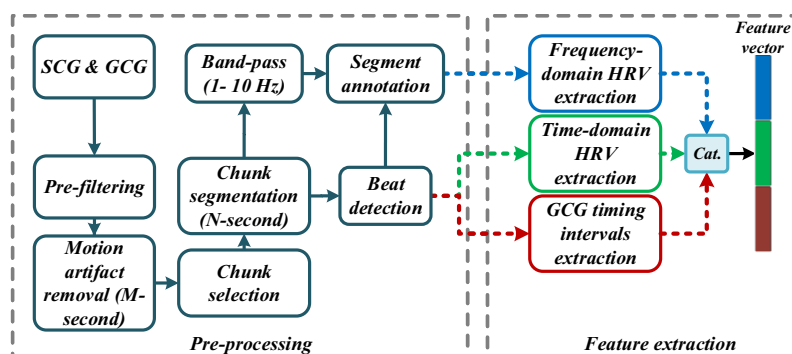 SCG & GCG
Pre-filtering
Motion
artifact
removal (M-
second)
Chunk
selection
Chunk
segmentation
(N-second)
Band-pass
(1- 10 Hz)
Segment
annotation
Beat
detection
Pre-processing
Frequency-
domain HRV
extraction
Time-domain
HRV
extraction
GCG timing
intervals
extraction
Cat.
Feature
vector
Feature extraction